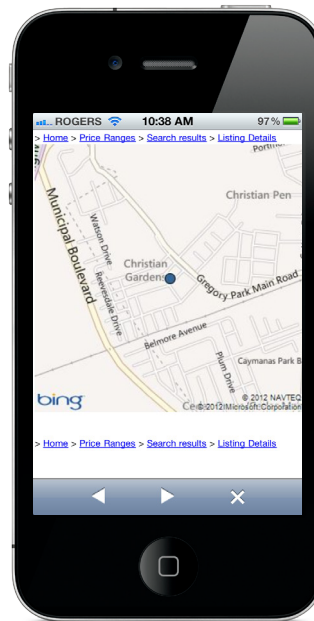 ROGERS 10:38 AM 97%
> Home > Price Ranges > Search results > Listing Details
Portmo
Christian Pen
Municipal Boulevard
Watson Drive
Christian
Gardens
Reevesdale Drive
Gregory Park Main Road
Belmore Avenue
Plum Drive
Caymanas Park B
bing
© 2012 NAVTEQ
© 2012 Microsoft Corporation
> Home > Price Ranges > Search results > Listing Details